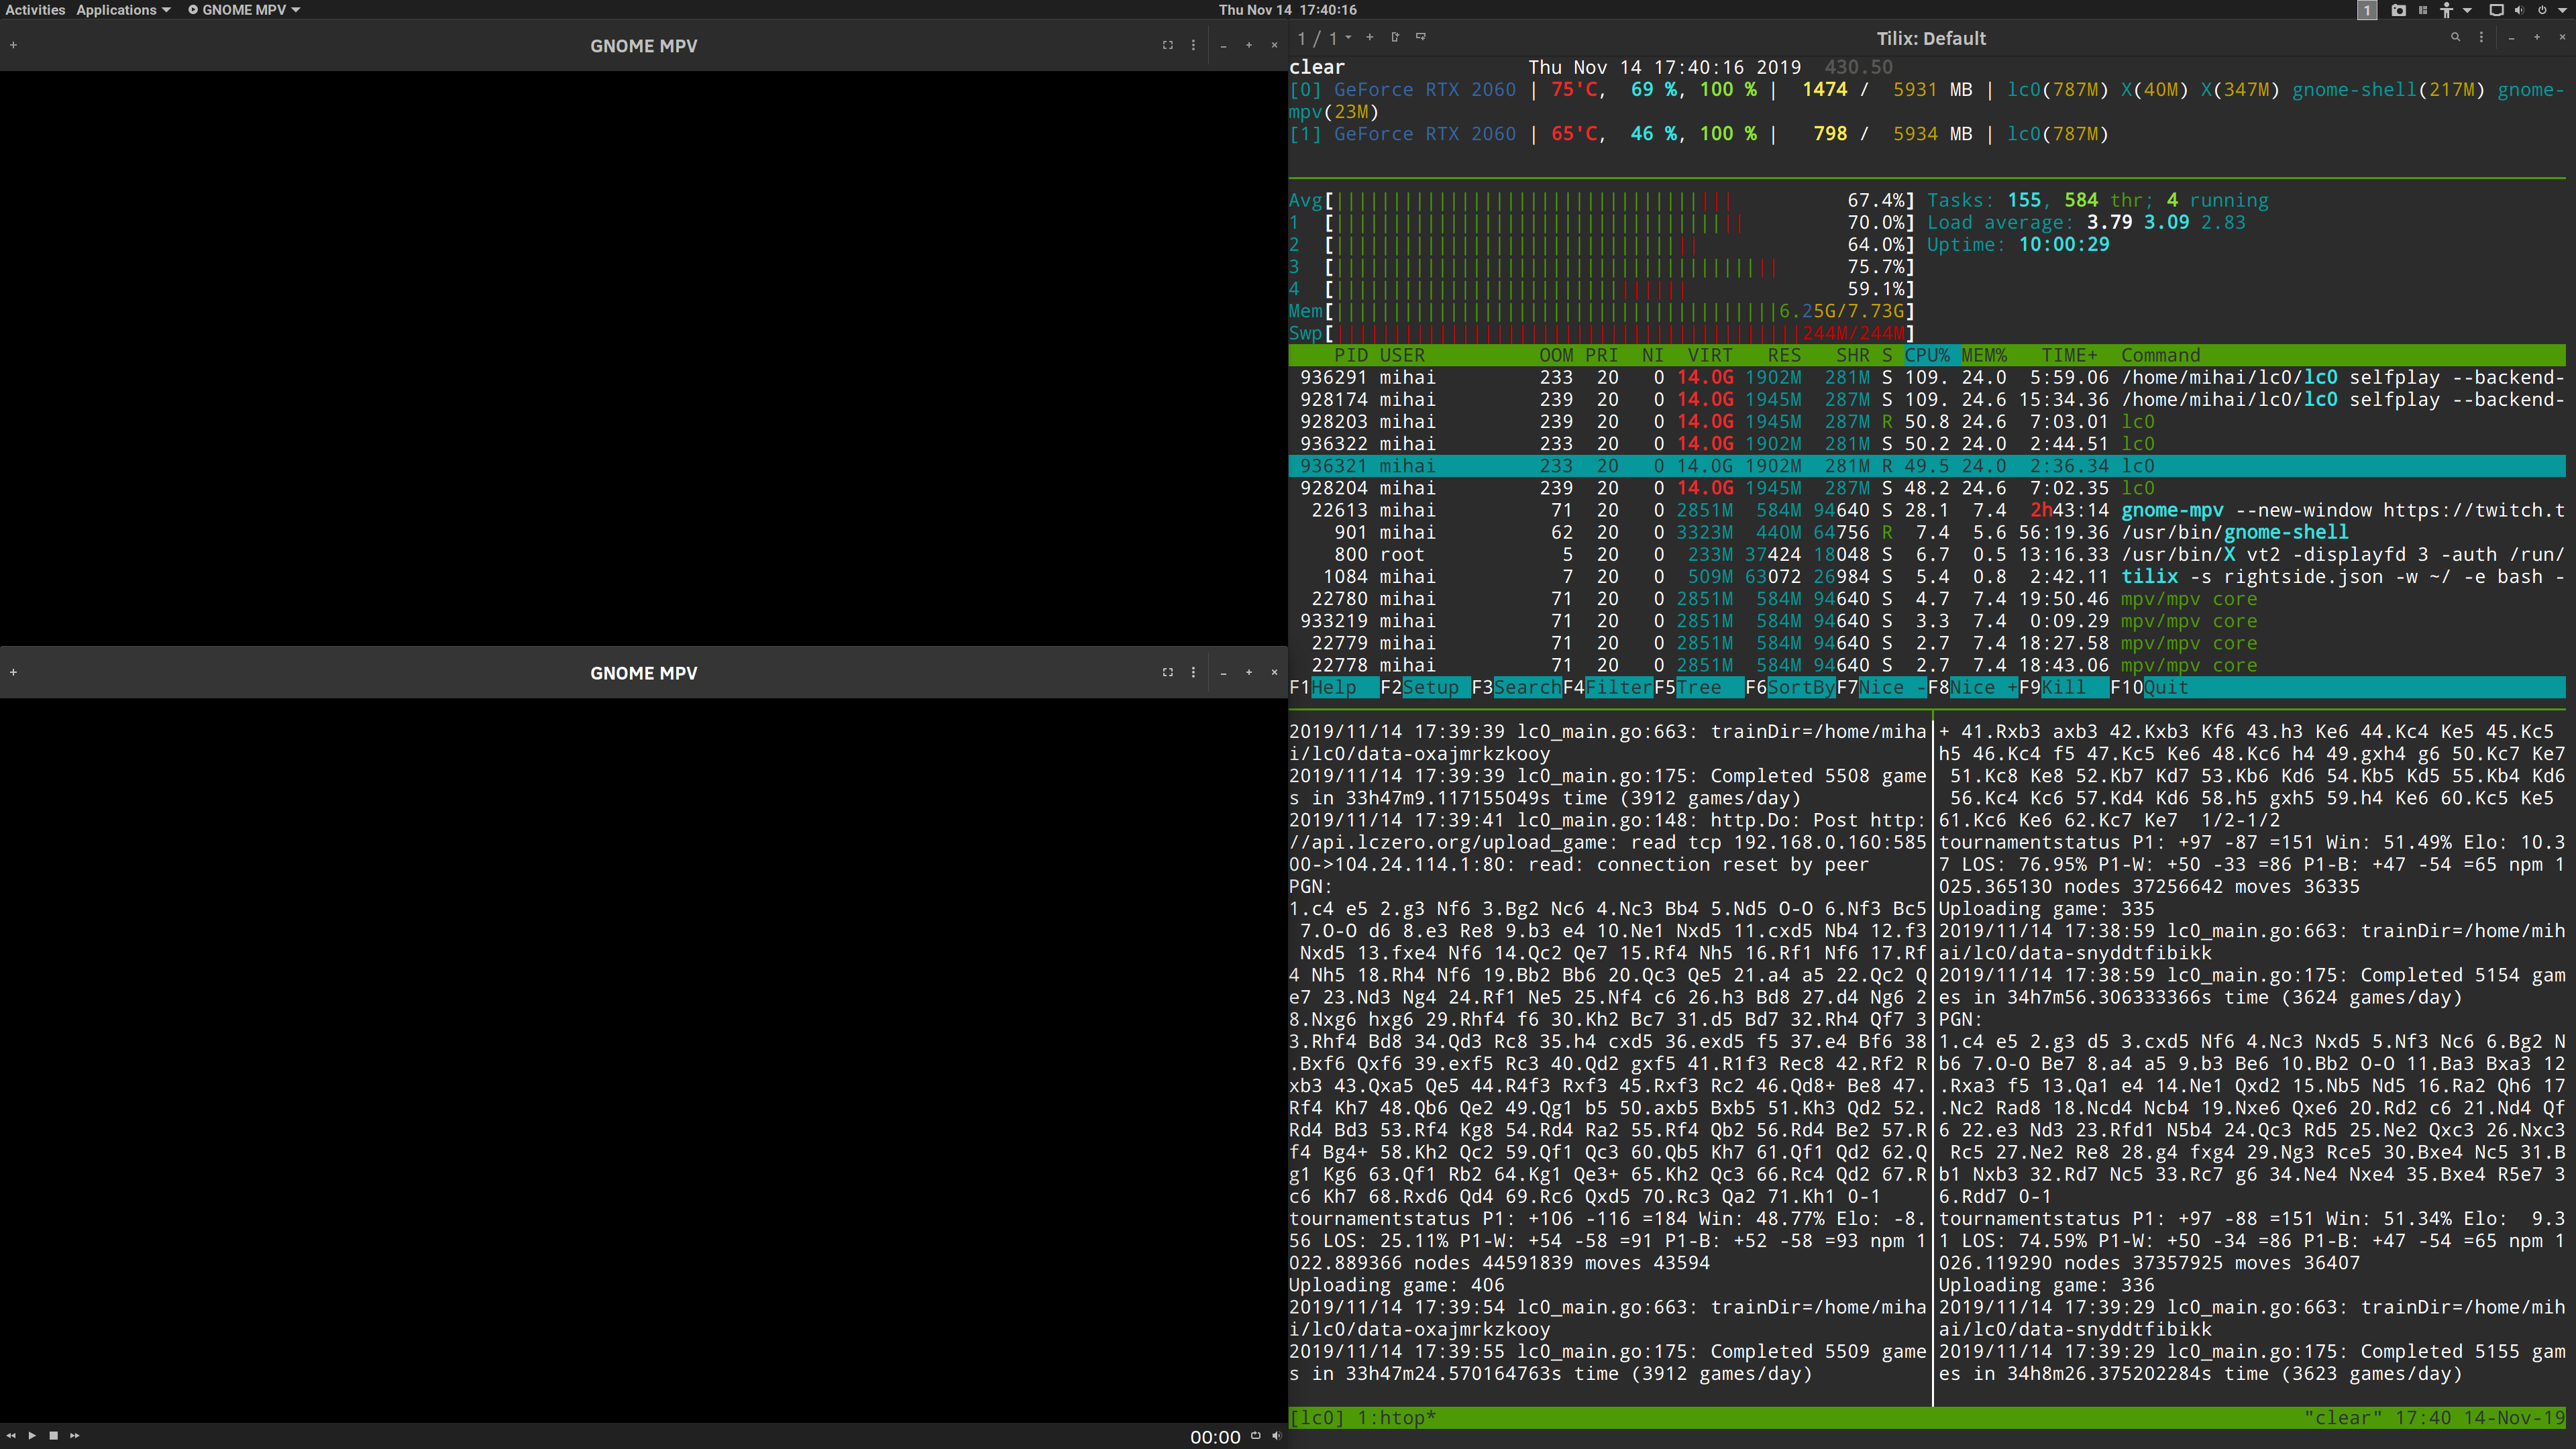 Activities Applications GNOME MPV Thu Nov 14 17:40:16 1
GNOME MPV
1 / 1 Tilix: Default
clear Thu Nov 14 17:40:16 2019 430.50
[0] GeForce RTX 2060 | 75'C, 69 %, 100 % | 1474 / 5931 MB | lc0(787M) X(40M) X(347M) gnome-shell(217M) gnome-
mpv(23M)
[1] GeForce RTX 2060 | 65'C, 46 %, 100 % | 798 / 5934 MB | lc0(787M)
Avg[ 67.4%] Tasks: 155, 584 thr; 4 running
1 [ 70.0%] Load average: 3.79 3.09 2.83
2 [ 64.0%] Uptime: 10:00:29
3 [ 75.7%]
4 [ 59.1%]
Mem[ 6.25G/7.73G]
Swp[ 244M/244M]
PID USER OOM PRI NI VIRT RES SHR S CPU% MEM% TIME+ Command
936291 mihai 233 20 0 14.0G 1902M 281M S 109. 24.0 5:59.06 /home/mihai/lc0/lc0 selfplay --backend-
928174 mihai 239 20 0 14.0G 1945M 287M S 109. 24.6 15:34.36 /home/mihai/lc0/lc0 selfplay --backend-
928203 mihai 239 20 0 14.0G 1945M 287M R 50.8 24.6 7:03.01 lc0
936322 mihai 233 20 0 14.0G 1902M 281M S 50.2 24.0 2:44.51 lc0
936321 mihai 233 20 0 14.0G 1902M 281M R 49.5 24.0 2:36.34 lc0
928204 mihai 239 20 0 14.0G 1945M 287M S 48.2 24.6 7:02.35 lc0
22613 mihai 71 20 0 2851M 584M 94640 S 28.1 7.4 2h43:14 gnome-mpv --new-window https://twitch.t
901 mihai 62 20 0 3323M 440M 64756 R 7.4 5.6 56:19.36 /usr/bin/gnome-shell
800 root 5 20 0 233M 37424 18048 S 6.7 0.5 13:16.33 /usr/bin/X vt2 -displayfd 3 -auth /run/
1084 mihai 7 20 0 509M 63072 26984 S 5.4 0.8 2:42.11 tilix -s rightside.json -w ~/ -e bash -
22780 mihai 71 20 0 2851M 584M 94640 S 4.7 7.4 19:50.46 mpv/mpv core
933219 mihai 71 20 0 2851M 584M 94640 S 3.3 7.4 0:09.29 mpv/mpv core
22779 mihai 71 20 0 2851M 584M 94640 S 2.7 7.4 18:27.58 mpv/mpv core
22778 mihai 71 20 0 2851M 584M 94640 S 2.7 7.4 18:43.06 mpv/mpv core
F1Help F2Setup F3SearchF4FilterF5Tree F6SortByF7Nice -F8Nice +F9Kill F10Quit
GNOME MPV
2019/11/14 17:39:39 lc0_main.go:663: trainDir=/home/miha
i/lc0/data-oxajmrkzkooy
2019/11/14 17:39:39 lc0_main.go:175: Completed 5508 game
s in 33h47m9.117155049s time (3912 games/day)
2019/11/14 17:39:41 lc0_main.go:148: http.Do: Post http:
//api.lczero.org/upload_game: read tcp 192.168.0.160:585
00->104.24.114.1:80: read: connection reset by peer
PGN:
1.c4 e5 2.g3 Nf6 3.Bg2 Nc6 4.Nc3 Bb4 5.Nd5 O-O 6.Nf3 Bc5
7.O-O d6 8.e3 Re8 9.b3 e4 10.Ne1 Nxd5 11.cxd5 Nb4 12.f3
Nxd5 13.fxe4 Nf6 14.Qc2 Qe7 15.Rf4 Nh5 16.Rf1 Nf6 17.Rf
4 Nh5 18.Rh4 Nf6 19.Bb2 Bb6 20.Qc3 Qe5 21.a4 a5 22.Qc2 Q
e7 23.Nd3 Ng4 24.Rf1 Ne5 25.Nf4 c6 26.h3 Bd8 27.d4 Ng6 2
8.Nxg6 hxg6 29.Rhf4 f6 30.Kh2 Bc7 31.d5 Bd7 32.Rh4 Qf7 3
3.Rhf4 Bd8 34.Qd3 Rc8 35.h4 cxd5 36.exd5 f5 37.e4 Bf6 38
.Bxf6 Qxf6 39.exf5 Rc3 40.Qd2 gxf5 41.R1f3 Rec8 42.Rf2 R
xb3 43.Qxa5 Qe5 44.R4f3 Rxf3 45.Rxf3 Rc2 46.Qd8+ Be8 47.
Rf4 Kh7 48.Qb6 Qe2 49.Qg1 b5 50.axb5 Bxb5 51.Kh3 Qd2 52.
Rd4 Bd3 53.Rf4 Kg8 54.Rd4 Ra2 55.Rf4 Qb2 56.Rd4 Be2 57.R
f4 Bg4+ 58.Kh2 Qc2 59.Qf1 Qc3 60.Qb5 Kh7 61.Qf1 Qd2 62.Q
g1 Kg6 63.Qf1 Rb2 64.Kg1 Qe3+ 65.Kh2 Qc3 66.Rc4 Qd2 67.R
c6 Kh7 68.Rxd6 Qd4 69.Rc6 Qxd5 70.Rc3 Qa2 71.Kh1 0-1
tournamentstatus P1: +106 -116 =184 Win: 48.77% Elo: -8.
56 LOS: 25.11% P1-W: +54 -58 =91 P1-B: +52 -58 =93 npm 1
022.889366 nodes 44591839 moves 43594
Uploading game: 406
2019/11/14 17:39:54 lc0_main.go:663: trainDir=/home/miha
i/lc0/data-oxajmrkzkooy
2019/11/14 17:39:55 lc0_main.go:175: Completed 5509 game
s in 33h47m24.570164763s time (3912 games/day)
+ 41.Rxb3 axb3 42.Kxb3 Kf6 43.h3 Ke6 44.Kc4 Ke5 45.Kc5
h5 46.Kc4 f5 47.Kc5 Ke6 48.Kc6 h4 49.gxh4 g6 50.Kc7 Ke7
51.Kc8 Ke8 52.Kb7 Kd7 53.Kb6 Kd6 54.Kb5 Kd5 55.Kb4 Kd6
56.Kc4 Kc6 57.Kd4 Kd6 58.h5 gxh5 59.h4 Ke6 60.Kc5 Ke5
61.Kc6 Ke6 62.Kc7 Ke7 1/2-1/2
tournamentstatus P1: +97 -87 =151 Win: 51.49% Elo: 10.3
7 LOS: 76.95% P1-W: +50 -33 =86 P1-B: +47 -54 =65 npm 1
025.365130 nodes 37256642 moves 36335
Uploading game: 335
2019/11/14 17:38:59 lc0_main.go:663: trainDir=/home/mih
ai/lc0/data-snyddtfibikk
2019/11/14 17:38:59 lc0_main.go:175: Completed 5154 gam
es in 34h7m56.306333366s time (3624 games/day)
PGN:
1.c4 e5 2.g3 d5 3.cxd5 Nf6 4.Nc3 Nxd5 5.Nf3 Nc6 6.Bg2 N
b6 7.O-O Be7 8.a4 a5 9.b3 Be6 10.Bb2 O-O 11.Ba3 Bxa3 12
.Rxa3 f5 13.Qa1 e4 14.Ne1 Qxd2 15.Nb5 Nd5 16.Ra2 Qh6 17
.Nc2 Rad8 18.Ncd4 Ncb4 19.Nxe6 Qxe6 20.Rd2 c6 21.Nd4 Qf
6 22.e3 Nd3 23.Rfd1 N5b4 24.Qc3 Rd5 25.Ne2 Qxc3 26.Nxc3
Rc5 27.Ne2 Re8 28.g4 fxg4 29.Ng3 Rce5 30.Bxe4 Nc5 31.B
b1 Nxb3 32.Rd7 Nc5 33.Rc7 g6 34.Ne4 Nxe4 35.Bxe4 R5e7 3
6.Rdd7 0-1
tournamentstatus P1: +97 -88 =151 Win: 51.34% Elo: 9.3
1 LOS: 74.59% P1-W: +50 -34 =86 P1-B: +47 -54 =65 npm 1
026.119290 nodes 37357925 moves 36407
Uploading game: 336
2019/11/14 17:39:29 lc0_main.go:663: trainDir=/home/mih
ai/lc0/data-snyddtfibikk
2019/11/14 17:39:29 lc0_main.go:175: Completed 5155 gam
es in 34h8m26.375202284s time (3623 games/day)
[lc0] 1:htop* "clear" 17:40 14-Nov-19
00:00